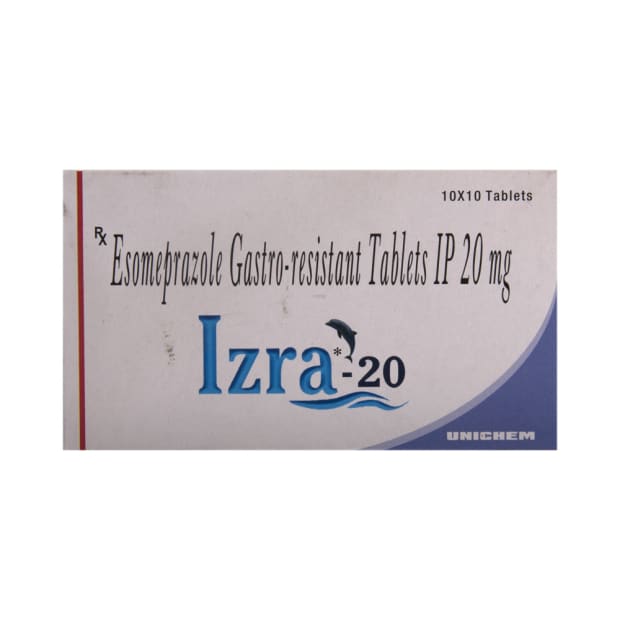 10X10 Tablets
Rx Esomeprazole Gastro-resistant Tablets IP 20 mg
Izra*-20
UNICHEM